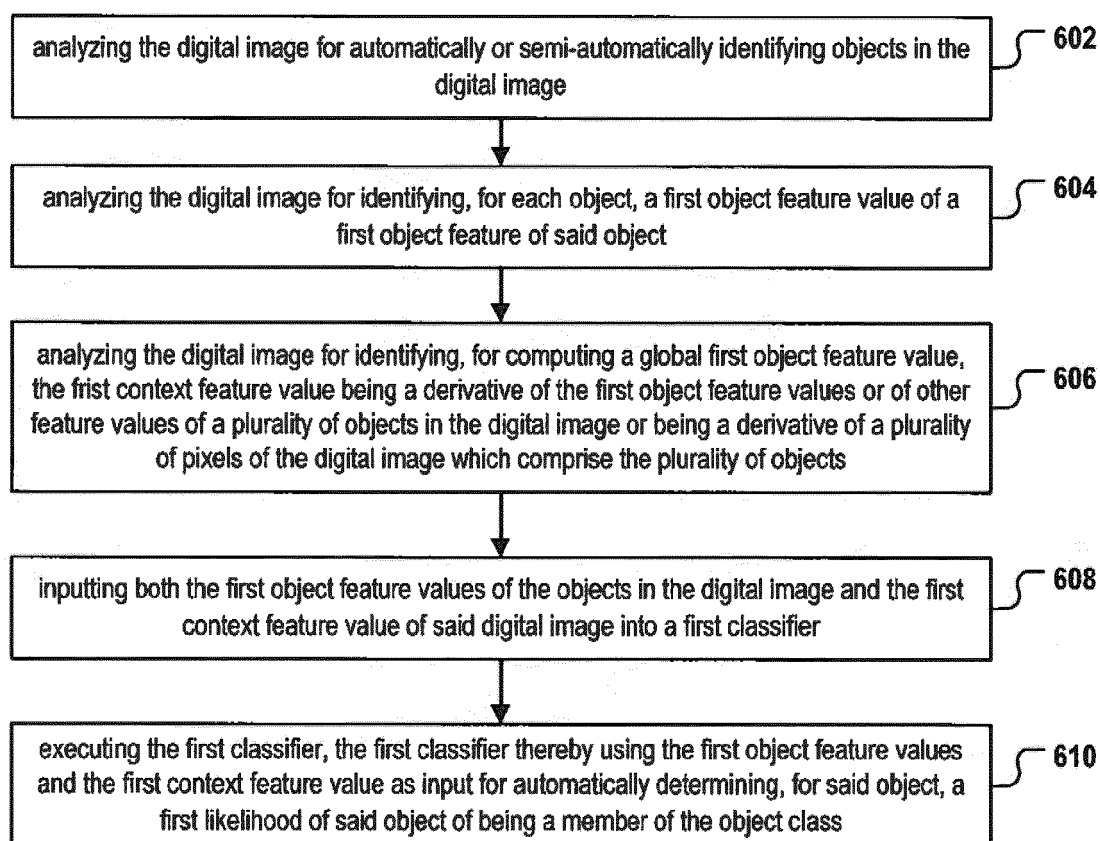 analyzing the digital image for automatically or semi-automatically identifying objects in the
digital image
602
analyzing the digital image for identifying, for each object, a first object feature value of a
first object feature of said object
604
analyzing the digital image for identifying, for computing a global first object feature value,
the frist context feature value being a derivative of the first object feature values or of other
feature values of a plurality of objects in the digital image or being a derivative of a plurality
of pixels of the digital image which comprise the plurality of objects
606
inputting both the first object feature values of the objects in the digital image and the first
context feature value of said digital image into a first classifier
608
executing the first classifier, the first classifier thereby using the first object feature values
and the first context feature value as input for automatically determining, for said object, a
first likelihood of said object of being a member of the object class
610